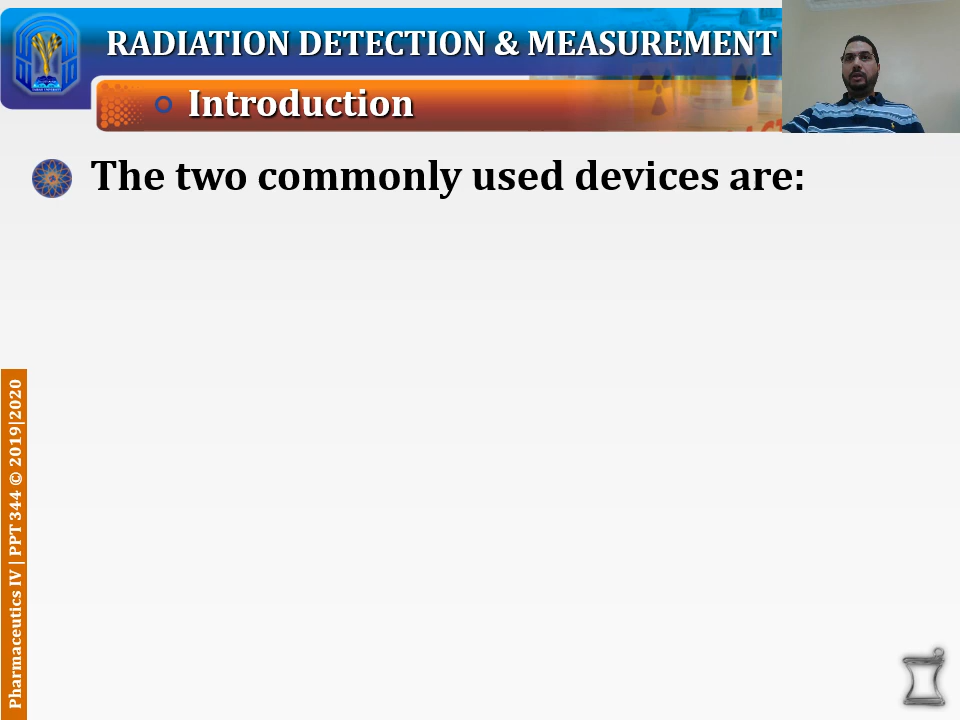 RADIATION DETECTION & MEASUREMENT
Introduction
The two commonly used devices are:
Pharmaceutics IV | PPT 344 © 2019|2020